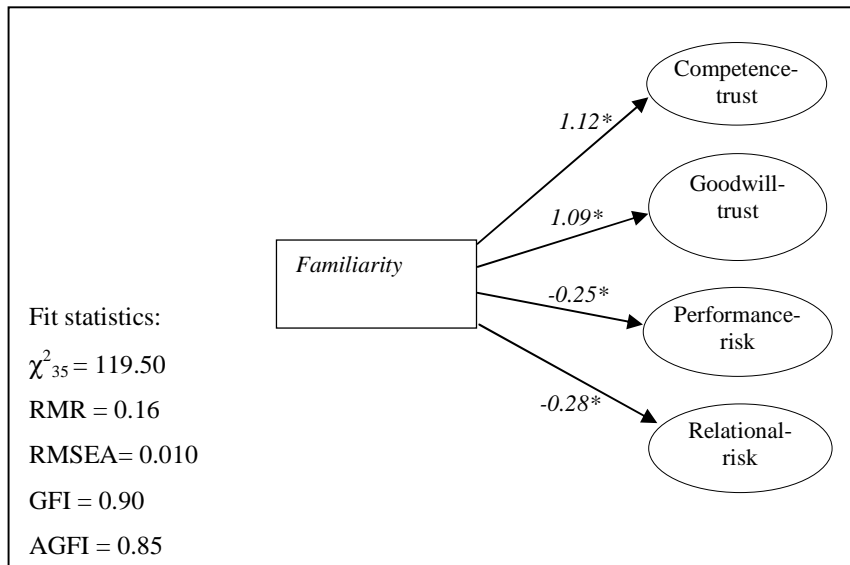 Competence-
trust
1.12*
Goodwill-
trust
1.09*
Familiarity
-0.25*
Performance-
risk
-0.28*
Relational-
risk
Fit statistics:
χ²₃₅ = 119.50
RMR = 0.16
RMSEA= 0.010
GFI = 0.90
AGFI = 0.85